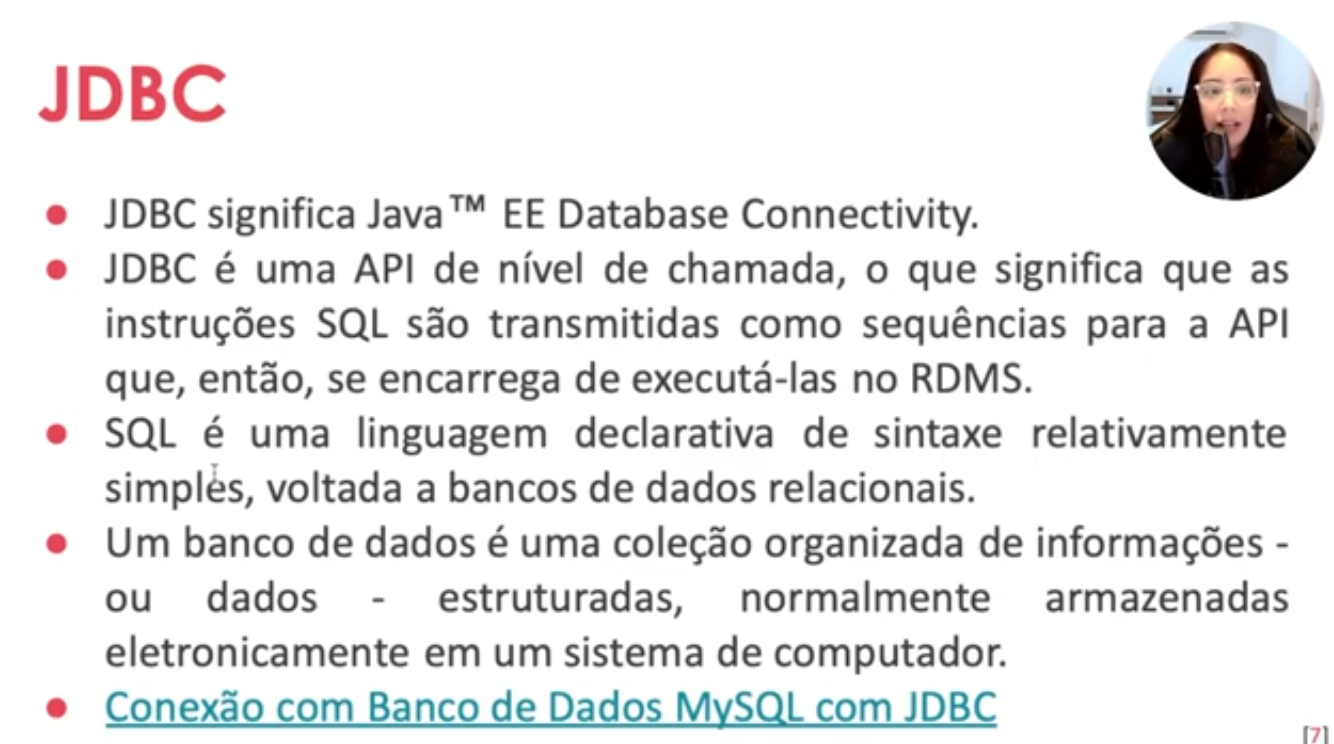 JDBC
JDBC significa Java™ EE Database Connectivity.
JDBC é uma API de nível de chamada, o que significa que as
instruções SQL são transmitidas como sequências para a API
que, então, se encarrega de executá-las no RDMS.
SQL é uma linguagem declarativa de sintaxe relativamente
simples, voltada a bancos de dados relacionais.
Um banco de dados é uma coleção organizada de informações -
ou dados - estruturadas, normalmente armazenadas
eletronicamente em um sistema de computador.
Conexão com Banco de Dados MySQL com JDBC
[7]